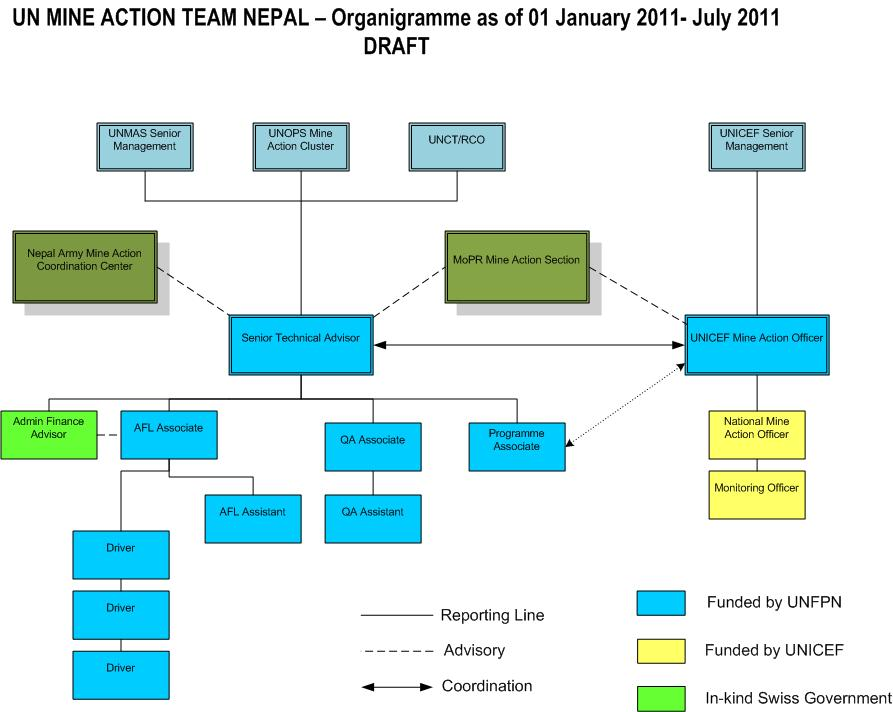 UN MINE ACTION TEAM NEPAL – Organigramme as of 01 January 2011- July 2011
DRAFT
UNMAS Senior
Management
UNOPS Mine
Action Cluster
UNCT/RCO
UNICEF Senior
Management
Nepal Army Mine Action
Coordination Center
MoPR Mine Action Section
Senior Technical Advisor
UNICEF Mine Action Officer
Admin Finance
Advisor
AFL Associate
QA Associate
Programme
Associate
National Mine
Action Officer
Monitoring Officer
AFL Assistant
QA Assistant
Driver
Driver
Driver
Reporting Line
Advisory
Coordination
Funded by UNFPN
Funded by UNICEF
In-kind Swiss Government